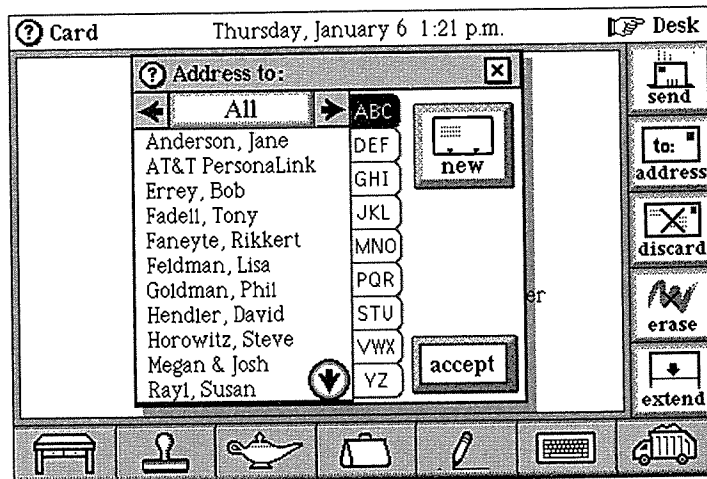 ? Card
Thursday, January 6 1:21 p.m.
Desk
? Address to:
All
Anderson, Jane
AT&T PersonaLink
Errey, Bob
Fadell, Tony
Faneyte, Rikkert
Feldman, Lisa
Goldman, Phil
Hendler, David
Horowitz, Steve
Megan & Josh
Rayl, Susan
ABC
DEF
GHI
JKL
MNO
PQR
STU
VWX
YZ
new
accept
er
send
to:
address
discard
erase
extend